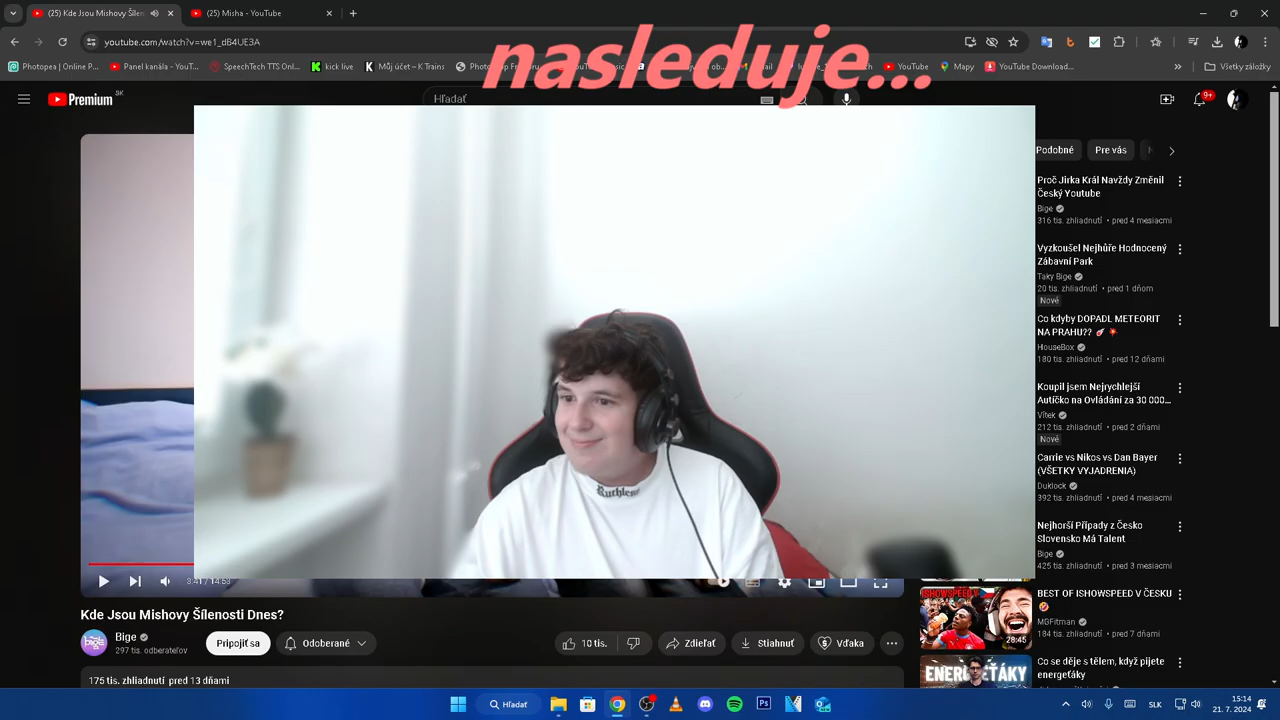 (25) Kde Jsou Mishovy Šílen
(25) Misha - YouTube
nasleduje...
youtube.com/watch?v=we1_dB4UE3A
Photopea | Online P...
Panel kanála - YouT...
SpeechTech TTS Onl...
kick live
Můj účet – K Trains
YouTube
Mapy
YouTube Download...
Všetky záložky
Premium SK
Hľadať
9+
Podobné
Pre vás
Proč Jirka Král Navždy Změnil
Český Youtube
Bige
316 tis. zhliadnutí • pred 4 mesiacmi
Vyzkoušel Nejhůře Hodnocený
Zábavní Park
Taky Bige
20 tis. zhliadnutí • pred 1 dňom
Nové
Co kdyby DOPADL METEORIT
NA PRAHU??
HouseBox
180 tis. zhliadnutí • pred 12 dňami
Koupil jsem Nejrychlejší
Autíčko na Ovládání za 30 000...
Vítek
212 tis. zhliadnutí • pred 2 dňami
Nové
Carrie vs Nikos vs Dan Bayer
(VŠETKY VYJADRENIA)
Duklock
392 tis. zhliadnutí • pred 4 mesiacmi
Nejhorší Případy z Česko
Slovensko Má Talent
Bige
425 tis. zhliadnutí • pred 3 mesiacmi
BEST OF ISHOWSPEED V ČESKU
MGFitman
184 tis. zhliadnutí • pred 7 dňami
ISHOWSPEED V
28:45
Co se děje s tělem, když pijete
energeťáky
ENERGEŤÁKY
Ruthless
3:41 / 14:53
Kde Jsou Mishovy Šílenosti Dnes?
Bige
297 tis. odberateľov
Pripojiť sa
Odoberané
10 tis.
Zdieľať
Stiahnuť
Vďaka
175 tis. zhliadnutí pred 13 dňami
Hľadať
SLK
15:14
21. 7. 2024